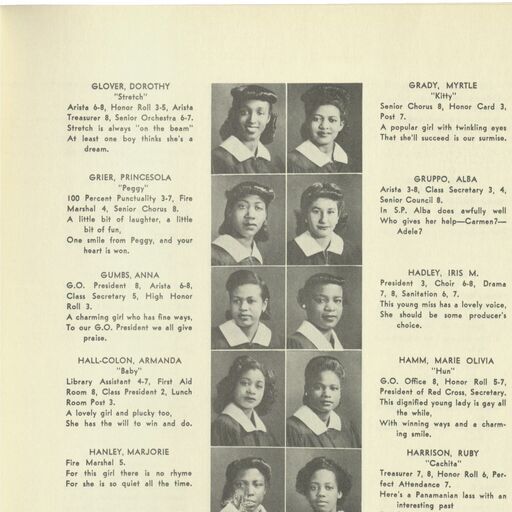 GLOVER, DOROTHY
"Stretch"
Arista 6-8, Honor Roll 3-5, Arista
Treasurer 8, Senior Orchestra 6-7.
Stretch is always "on the beam"
At least one boy thinks she's a
dream.
GRIER, PRINCESOLA
"Peggy"
100 Percent Punctuality 3-7, Fire
Marshal 4, Senior Chorus 8.
A little bit of laughter, a little
bit of fun,
One smile from Peggy, and your
heart is won.
GUMBS, ANNA
G.O. President 8, Arista 6-8,
Class Secretary 5, High Honor
Roll 3.
A charming girl who has fine ways,
To our G.O. President we all give
praise.
HALL-COLON, ARMANDA
"Baby"
Library Assistant 4-7, First Aid
Room 8, Class President 2, Lunch
Room Post 3.
A lovely girl and plucky too,
She has the will to win and do.
HANLEY, MARJORIE
Fire Marshal 5.
For this girl there is no rhyme
For she is so quiet all the time.
GRADY, MYRTLE
"Kitty"
Senior Chorus 8, Honor Card 3,
Post 7.
A popular girl with twinkling eyes
That she'll succeed is our surmise.
GRUPPO, ALBA
Arista 3-8, Class Secretary 3, 4,
Senior Council 8.
In S.P. Alba does awfully well
Who gives her help—Carmen?—
Adele?
HADLEY, IRIS M.
President 3, Choir 6-8, Drama
7, 8, Sanitation 6, 7.
This young miss has a lovely voice,
She should be some producer's
choice.
HAMM, MARIE OLIVIA
"Hun"
G.O. Office 8, Honor Roll 5-7,
President of Red Cross, Secretary.
This dignified young lady is gay all
the while,
With winning ways and a charm-
ing smile.
HARRISON, RUBY
"Cachita"
Treasurer 7, 8, Honor Roll 6, Per-
fect Attendance 7.
Here's a Panamanian lass with an
interesting past